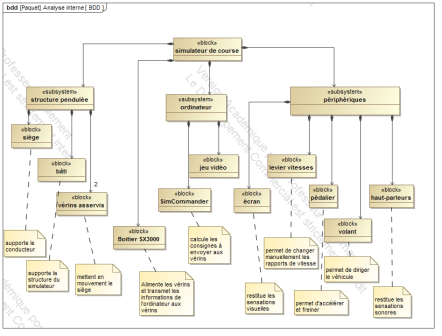 bdd [Paquet] Analyse interne [ BDD ]
«block»
simulateur de course
«subsystem»
structure pendulée
«subsystem»
ordinateur
«subsystem»
périphériques
«block»
siège
«block»
bâti
«block»
vérins asservis
2
«block»
jeu vidéo
«block»
SimCommander
«block»
Boitier SX3000
«block»
levier vitesses
«block»
écran
«block»
pédalier
«block»
volant
«block»
haut-parleurs
supporte le
conducteur
supporte la
structure du
simulateur
mettent en
mouvement le
siège
Alimente les vérins
et transmet les
informations de
l'ordinateur aux
vérins
calcule les
consignes à
envoyer aux
vérins
restitue les
sensations
visuelles
permet de changer
manuellement les
rapports de vitesse
permet d'accélérer
et freiner
permet de diriger
le véhicule
restitue les
sensations
sonores
Version Académique